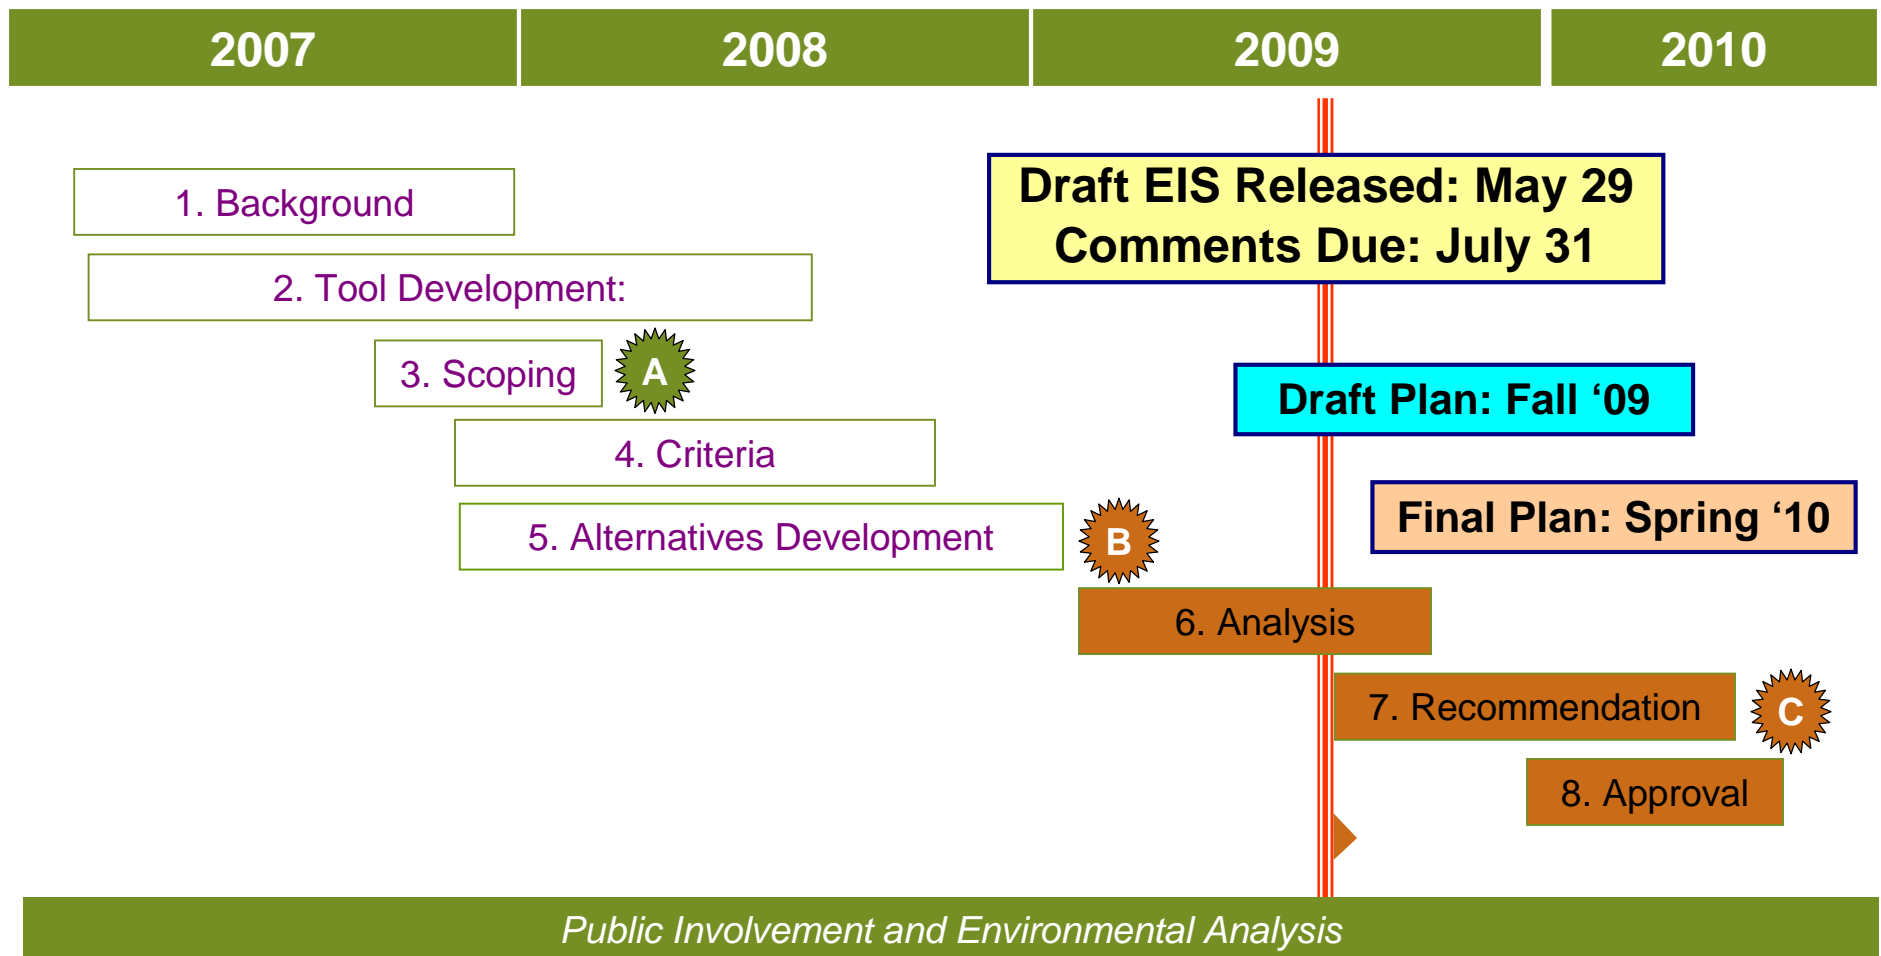 2007
2008
2009
2010
Draft EIS Released: May 29
Comments Due: July 31
1. Background
2. Tool Development:
3. Scoping
A
Draft Plan: Fall ‘09
4. Criteria
Final Plan: Spring ‘10
5. Alternatives Development
B
6. Analysis
7. Recommendation
C
8. Approval
Public Involvement and Environmental Analysis